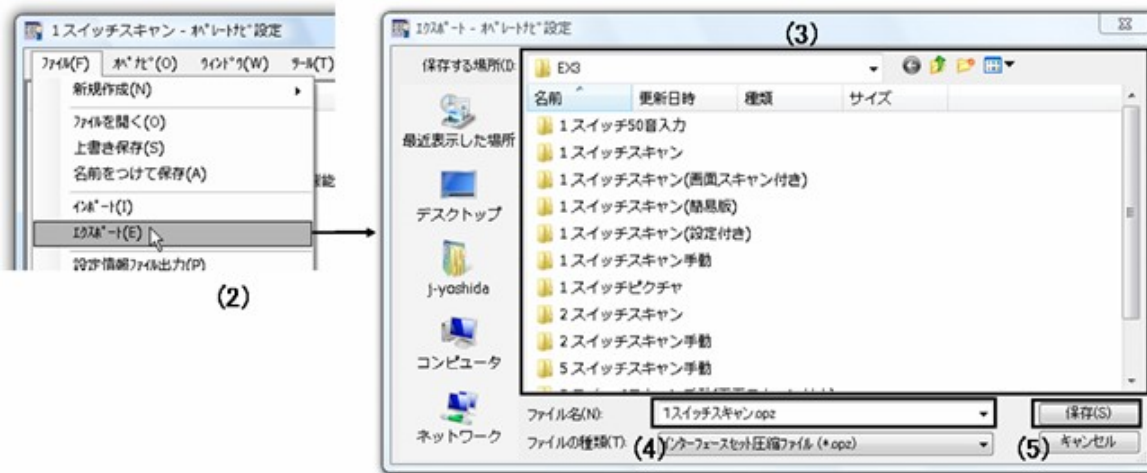 1スイッチスキャン - ｵﾍﾟﾚｰﾄﾅﾋﾞ設定
ﾌｧｲﾙ(F) ｵﾍﾟﾅﾋﾞ(O) ｳｨﾝﾄﾞｳ(W) ﾂｰﾙ(T)
新規作成(N)
ﾌｧｲﾙを開く(O)
上書き保存(S)
名前をつけて保存(A)
ｲﾝﾎﾟｰﾄ(I)
ｴｸｽﾎﾟｰﾄ(E)
設定情報ﾌｧｲﾙ出力(P)
(2)
ｴｸｽﾎﾟｰﾄ - ｵﾍﾟﾚｰﾄﾅﾋﾞ設定
(3)
保存する場所(I):
EX3
名前 更新日時 種類 サイズ
1スイッチ50音入力
1スイッチスキャン
1スイッチスキャン(画面スキャン付き)
1スイッチスキャン(簡易版)
1スイッチスキャン(設定付き)
1スイッチスキャン手動
1スイッチピクチャ
2スイッチスキャン
2スイッチスキャン手動
5スイッチスキャン手動
最近表示した場所
デスクトップ
j-yoshida
コンピュータ
ネットワーク
ファイル名(N): 1スイッチスキャン.opz 保存(S)
ファイルの種類(T): インターフェースセット圧縮ファイル (*.opz) キャンセル
(4)
(5)